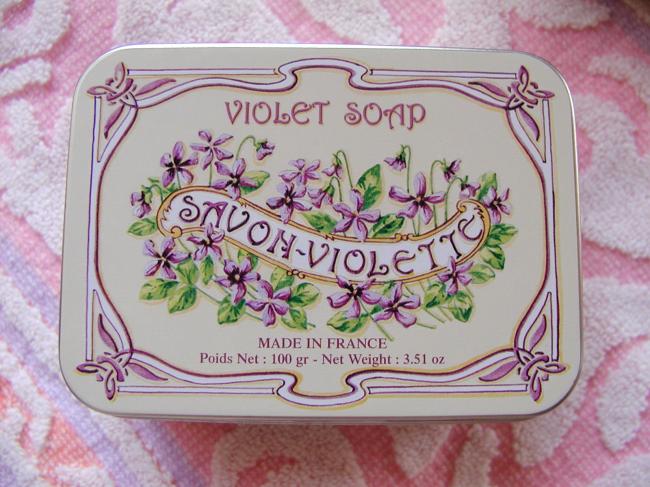 VIOLET SOAP
SAVON-VIOLETTE
MADE IN FRANCE
Poids Net : 100 gr - Net Weight : 3.51 oz